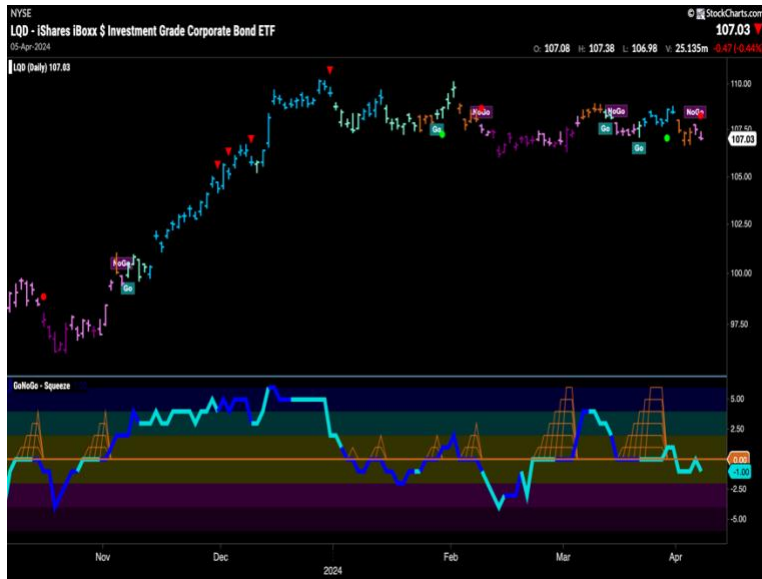 NYSE
© StockCharts.com
LQD - iShares iBoxx $ Investment Grade Corporate Bond ETF
107.03
05-Apr-2024
O: 107.08 H: 107.38 L: 106.98 V: 25.135m -0.47 (-0.44%)
LQD (Daily) 107.03
110.00
NoGo
NoGo
NoGo
Go
Go
107.50
107.03
Go
105.00
102.50
NoGo
100.00
Go
97.50
GoNoGo - Squeeze
5.00
2.50
0.00
-1.00
-2.50
-5.00
Nov
Dec
2024
Feb
Mar
Apr